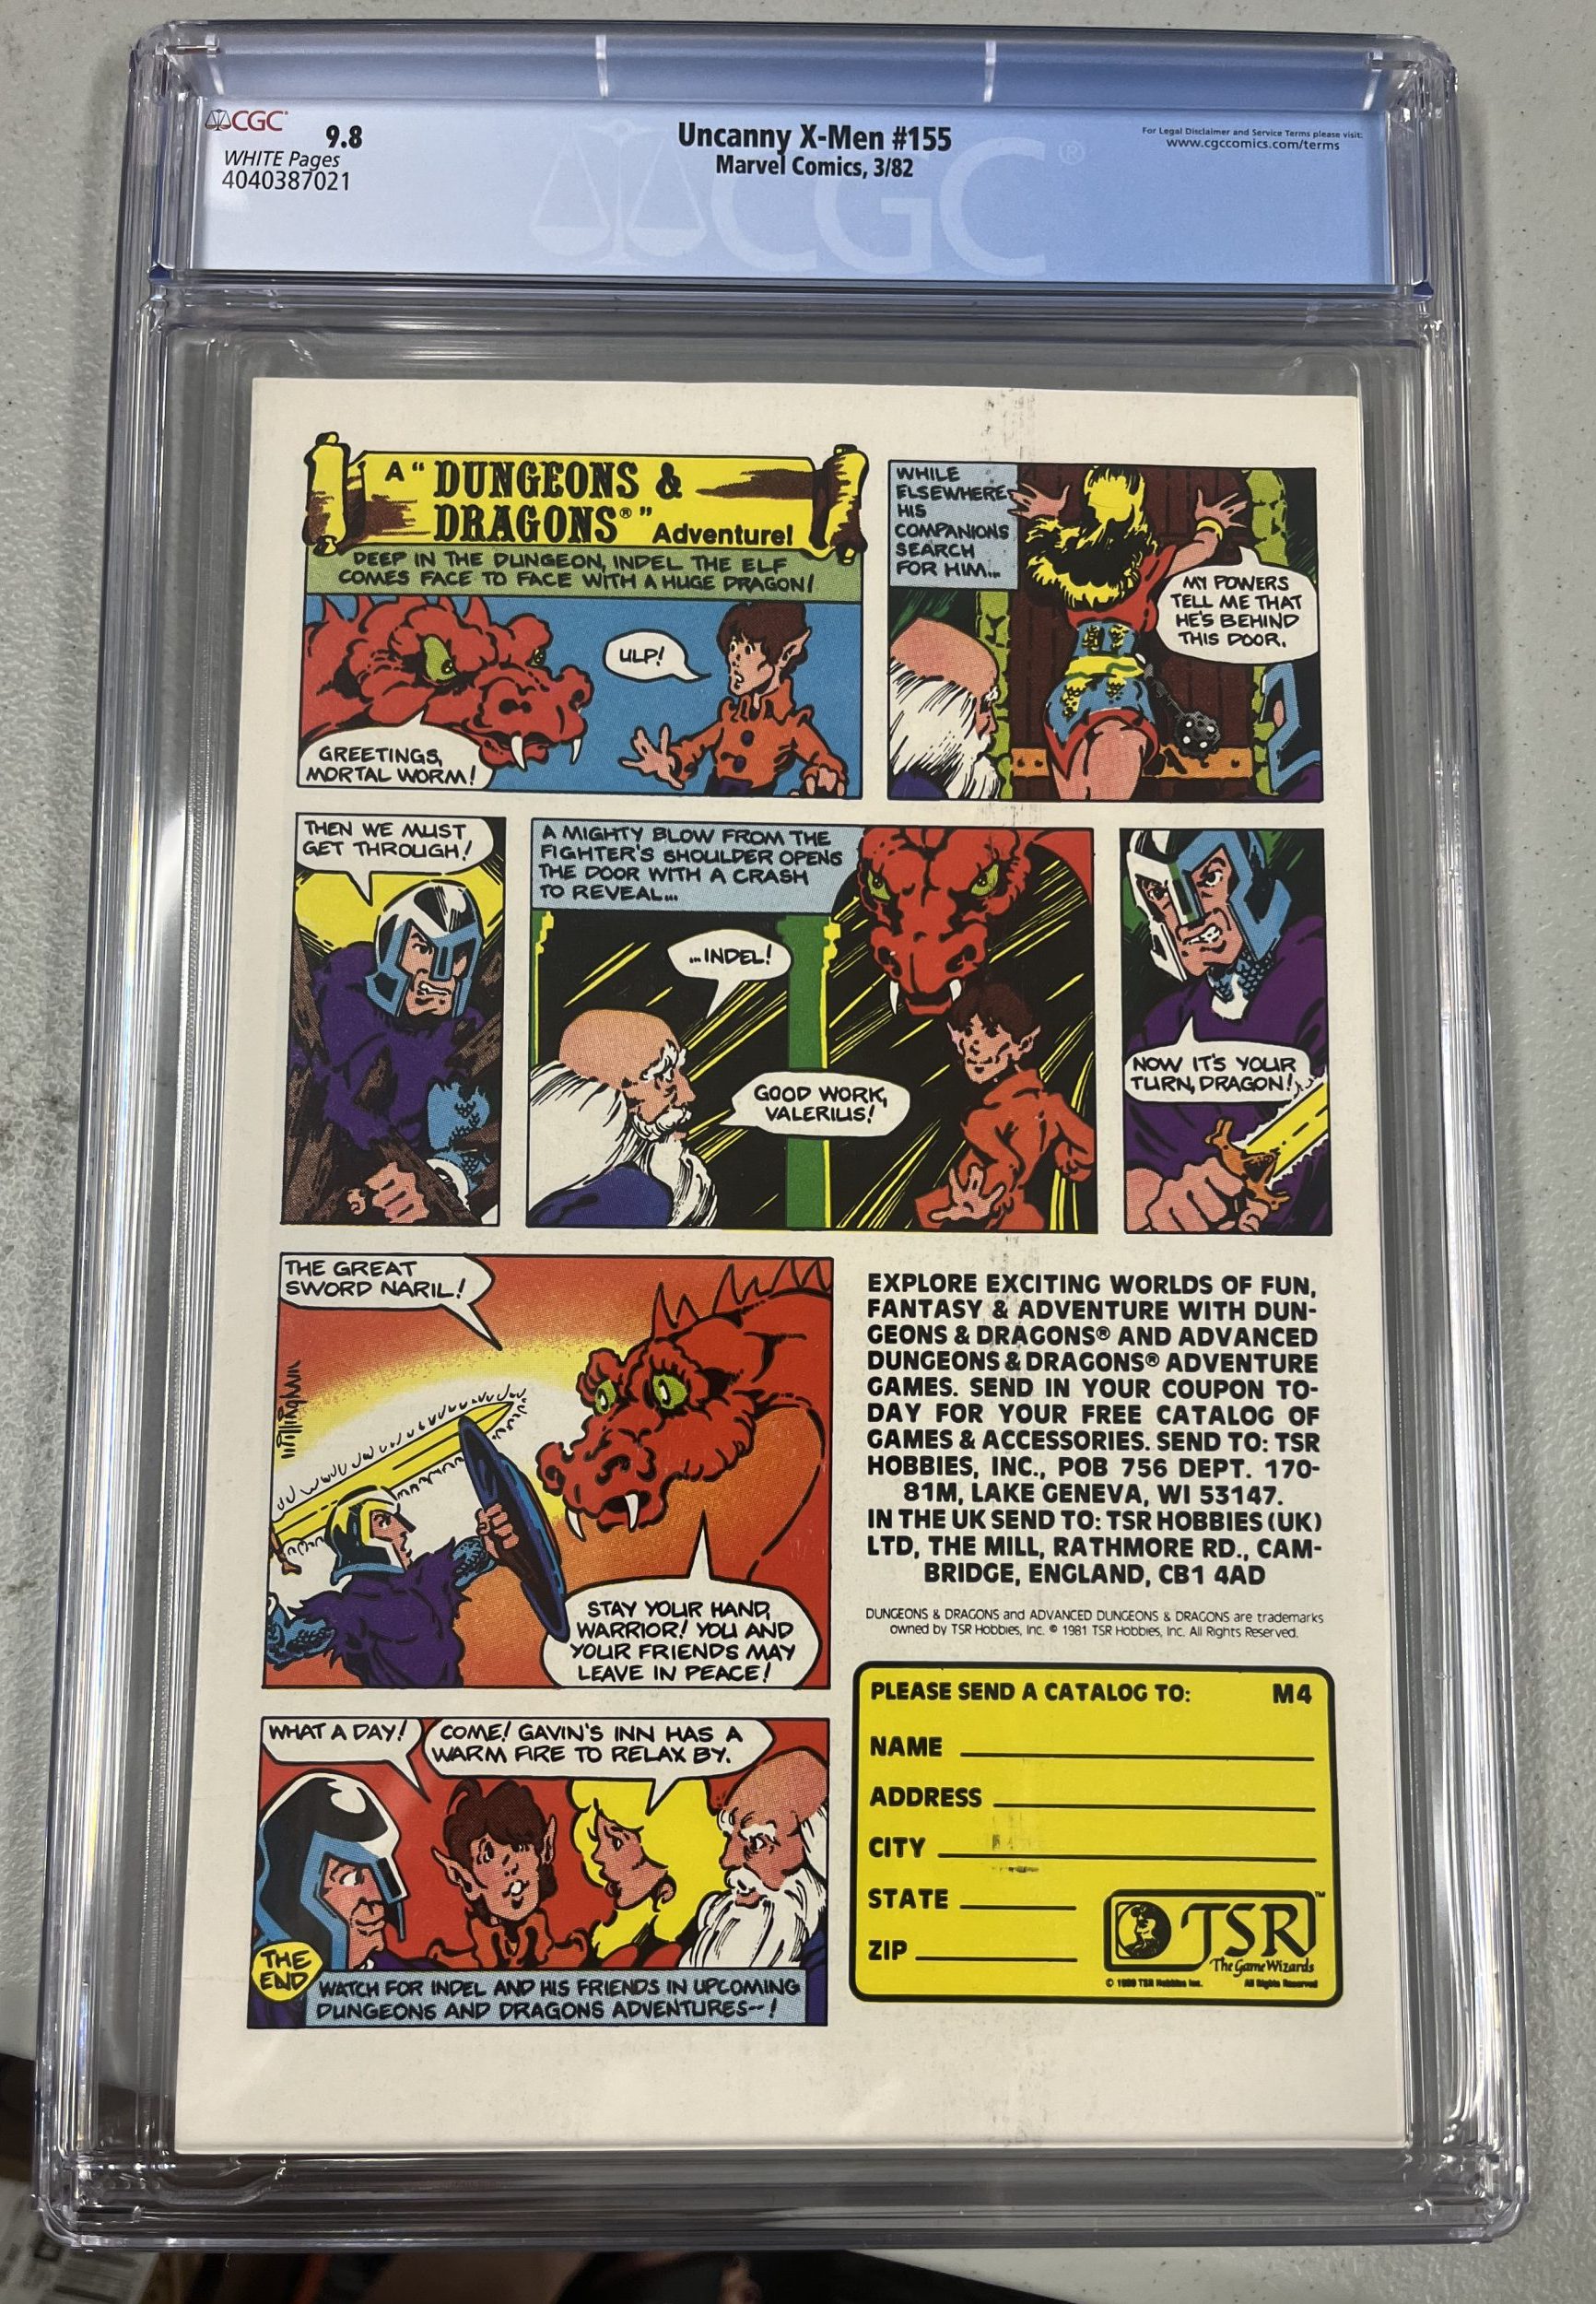 CGC
9.8
WHITE Pages
4040387021
Uncanny X-Men #155
Marvel Comics, 3/82
For Legal Disclaimer and Service Terms please visit:
www.cgccomics.com/terms
CGC®
A "DUNGEONS &
DRAGONS®" Adventure!
DEEP IN THE DUNGEON, INDEL THE ELF
COMES FACE TO FACE WITH A HUGE DRAGON!
ULP!
GREETINGS,
MORTAL WORM!
WHILE
ELSEWHERE
HIS
COMPANIONS
SEARCH
FOR HIM...
MY POWERS
TELL ME THAT
HE'S BEHIND
THIS DOOR.
THEN WE MUST
GET THROUGH!
A MIGHTY BLOW FROM THE
FIGHTER'S SHOULDER OPENS
THE DOOR WITH A CRASH
TO REVEAL...
...INDEL!
GOOD WORK,
VALERIUS!
NOW IT'S YOUR
TURN, DRAGON!
THE GREAT
SWORD NARIL!
Willingham
STAY YOUR HAND,
WARRIOR! YOU AND
YOUR FRIENDS MAY
LEAVE IN PEACE!
WHAT A DAY!
COME! GAVIN'S INN HAS A
WARM FIRE TO RELAX BY.
THE
END
WATCH FOR INDEL AND HIS FRIENDS IN UPCOMING
DUNGEONS AND DRAGONS ADVENTURES--!
EXPLORE EXCITING WORLDS OF FUN,
FANTASY & ADVENTURE WITH DUN-
GEONS & DRAGONS® AND ADVANCED
DUNGEONS & DRAGONS® ADVENTURE
GAMES. SEND IN YOUR COUPON TO-
DAY FOR YOUR FREE CATALOG OF
GAMES & ACCESSORIES. SEND TO: TSR
HOBBIES, INC., POB 756 DEPT. 170-
81M, LAKE GENEVA, WI 53147.
IN THE UK SEND TO: TSR HOBBIES (UK)
LTD, THE MILL, RATHMORE RD., CAM-
BRIDGE, ENGLAND, CB1 4AD
DUNGEONS & DRAGONS and ADVANCED DUNGEONS & DRAGONS are trademarks
owned by TSR Hobbies, Inc. © 1981 TSR Hobbies, Inc. All Rights Reserved.
PLEASE SEND A CATALOG TO: M4
NAME
ADDRESS
CITY
STATE
ZIP
TSR™
The Game Wizards
© 1980 TSR Hobbies Inc. All Rights Reserved